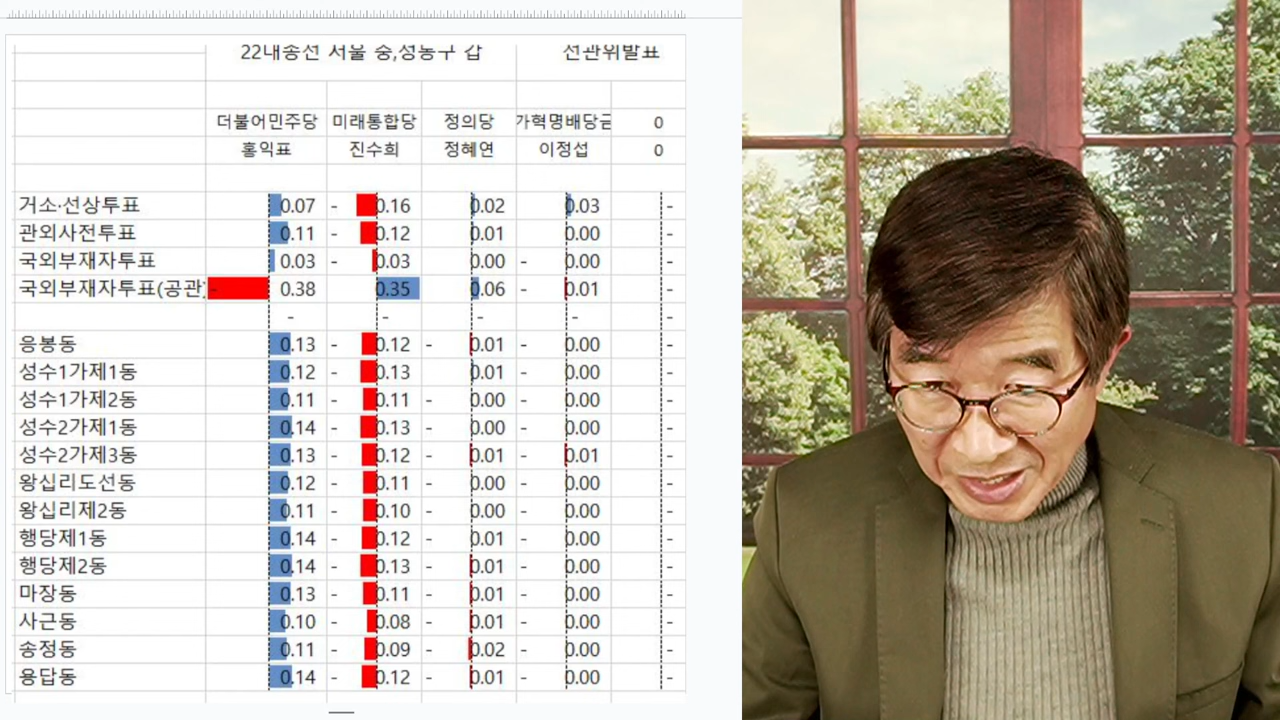 22대총선 서울 중,성동구 갑 선관위발표
더불어민주당 미래통합당 정의당 가혁명배당금 0
홍익표 진수희 정혜연 이정섭 0
거소·선상투표 0.07 - 0.16 0.02 0.03 -
관외사전투표 0.11 - 0.12 0.01 0.00 -
국외부재자투표 0.03 - 0.03 0.00 - 0.00 -
국외부재자투표(공관) - 0.38 0.35 0.06 - 0.01 -
- - - - -
응봉동 0.13 - 0.12 - 0.01 - 0.00 -
성수1가제1동 0.12 - 0.13 0.01 - 0.00 -
성수1가제2동 0.11 - 0.11 - 0.00 - 0.00 -
성수2가제1동 0.14 - 0.13 - 0.00 - 0.00 -
성수2가제3동 0.13 - 0.12 - 0.01 - 0.01 -
왕십리도선동 0.12 - 0.11 - 0.00 - 0.00 -
왕십리제2동 0.11 - 0.10 - 0.00 - 0.00 -
행당제1동 0.14 - 0.12 - 0.01 - 0.00 -
행당제2동 0.14 - 0.13 - 0.01 - 0.00 -
마장동 0.13 - 0.11 - 0.01 - 0.00 -
사근동 0.10 - 0.08 - 0.01 - 0.00 -
송정동 0.11 - 0.09 - 0.02 - 0.00 -
용답동 0.14 - 0.12 - 0.01 - 0.00 -